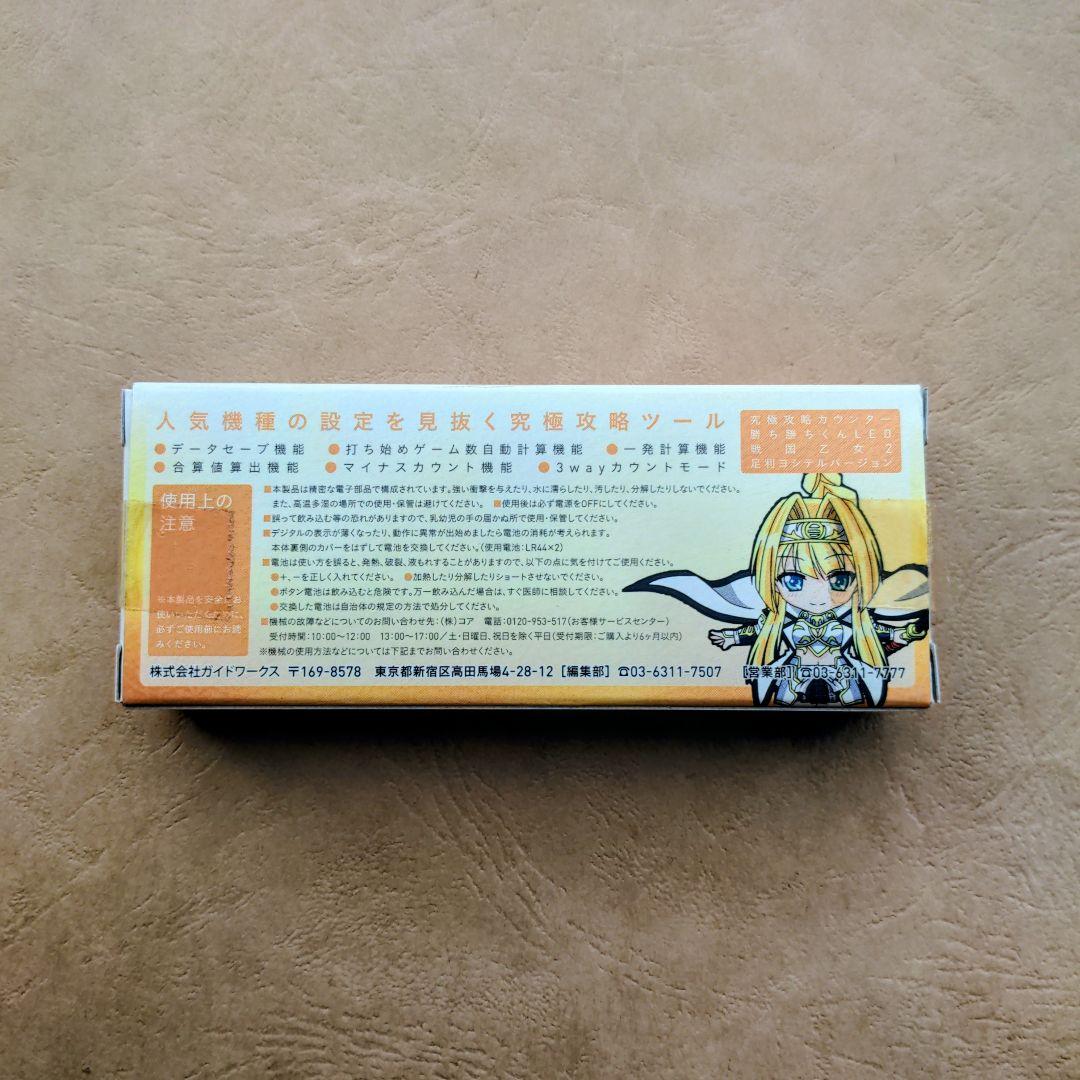 人気機種の設定を見抜く究極攻略ツール
●データセーブ機能 ●打ち始めゲーム数自動計算機能 ●一発計算機能
●合算値算出機能 ●マイナスカウント機能 ●3wayカウントモード
究極攻略カウンター
勝ち勝ちくんLED
戦国乙女2
足利ヨシテルバージョン
使用上の
注意
※本製品を安全にお
使いいただくために、
必ずご使用前にお読
みください。
■本製品は精密な電子部品で構成されています。強い衝撃を与えたり、水に濡らしたり、汚したり、分解したりしないでください。
また、高温多湿の場所での使用・保管は避けてください。 ■使用後は必ず電源をOFFにしてください。
■誤って飲み込む等の恐れがありますので、乳幼児の手の届かぬ所で使用・保管してください。
■デジタルの表示が薄くなったり、動作に異常が出始めましたら電池の消耗が考えられます。
本体裏側のカバーをはずして電池を交換してください。(使用電池:LR44×2)
■電池は使い方を誤ると、発熱、破裂、液もれすることがありますので、以下の点に気を付けてご使用ください。
●+、-を正しく入れてください。 ●加熱したり分解したりショートさせないでください。
●ボタン電池は飲み込むと危険です。万一飲み込んだ場合は、すぐ医師に相談してください。
●交換した電池は自治体の規定の方法で処分してください。
■機械の故障などについてのお問い合わせ先:(株)コア 電話:0120-953-517(お客様サービスセンター)
受付時間:10:00~12:00 13:00~17:00/土・日曜日、祝日を除く平日(受付期限:ご購入より6ヶ月以内)
※機械の使用方法などについては下記までお問い合わせください。
株式会社ガイドワークス 〒169-8578 東京都新宿区高田馬場4-28-12 [編集部]☎03-6311-7507 [営業部]☎03-6311-7777